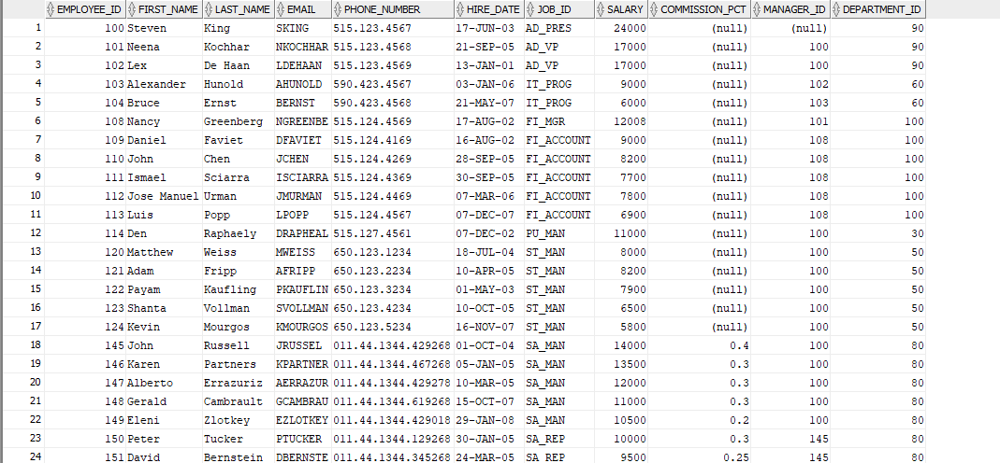 EMPLOYEE_ID FIRST_NAME LAST_NAME EMAIL PHONE_NUMBER HIRE_DATE JOB_ID SALARY COMMISSION_PCT MANAGER_ID DEPARTMENT_ID
1 100 Steven King SKING 515.123.4567 17-JUN-03 AD_PRES 24000 (null) (null) 90
2 101 Neena Kochhar NKOCHHAR 515.123.4568 21-SEP-05 AD_VP 17000 (null) 100 90
3 102 Lex De Haan LDEHAAN 515.123.4569 13-JAN-01 AD_VP 17000 (null) 100 90
4 103 Alexander Hunold AHUNOLD 590.423.4567 03-JAN-06 IT_PROG 9000 (null) 102 60
5 104 Bruce Ernst BERNST 590.423.4568 21-MAY-07 IT_PROG 6000 (null) 103 60
6 108 Nancy Greenberg NGREENBE 515.124.4569 17-AUG-02 FI_MGR 12008 (null) 101 100
7 109 Daniel Faviet DFAVIET 515.124.4169 16-AUG-02 FI_ACCOUNT 9000 (null) 108 100
8 110 John Chen JCHEN 515.124.4269 28-SEP-05 FI_ACCOUNT 8200 (null) 108 100
9 111 Ismael Sciarra ISCIARRA 515.124.4369 30-SEP-05 FI_ACCOUNT 7700 (null) 108 100
10 112 Jose Manuel Urman JMURMAN 515.124.4469 07-MAR-06 FI_ACCOUNT 7800 (null) 108 100
11 113 Luis Popp LPOPP 515.124.4567 07-DEC-07 FI_ACCOUNT 6900 (null) 108 100
12 114 Den Raphaely DRAPHEAL 515.127.4561 07-DEC-02 PU_MAN 11000 (null) 100 30
13 120 Matthew Weiss MWEISS 650.123.1234 18-JUL-04 ST_MAN 8000 (null) 100 50
14 121 Adam Fripp AFRIPP 650.123.2234 10-APR-05 ST_MAN 8200 (null) 100 50
15 122 Payam Kaufling PKAUFLIN 650.123.3234 01-MAY-03 ST_MAN 7900 (null) 100 50
16 123 Shanta Vollman SVOLLMAN 650.123.4234 10-OCT-05 ST_MAN 6500 (null) 100 50
17 124 Kevin Mourgos KMOURGOS 650.123.5234 16-NOV-07 ST_MAN 5800 (null) 100 50
18 145 John Russell JRUSSEL 011.44.1344.429268 01-OCT-04 SA_MAN 14000 0.4 100 80
19 146 Karen Partners KPARTNER 011.44.1344.467268 05-JAN-05 SA_MAN 13500 0.3 100 80
20 147 Alberto Errazuriz AERRAZUR 011.44.1344.429278 10-MAR-05 SA_MAN 12000 0.3 100 80
21 148 Gerald Cambrault GCAMBRAU 011.44.1344.619268 15-OCT-07 SA_MAN 11000 0.3 100 80
22 149 Eleni Zlotkey EZLOTKEY 011.44.1344.429018 29-JAN-08 SA_MAN 10500 0.2 100 80
23 150 Peter Tucker PTUCKER 011.44.1344.129268 30-JAN-05 SA_REP 10000 0.3 145 80
24 151 David Bernstein DBERNSTE 011.44.1344.345268 24-MAR-05 SA_REP 9500 0.25 145 80